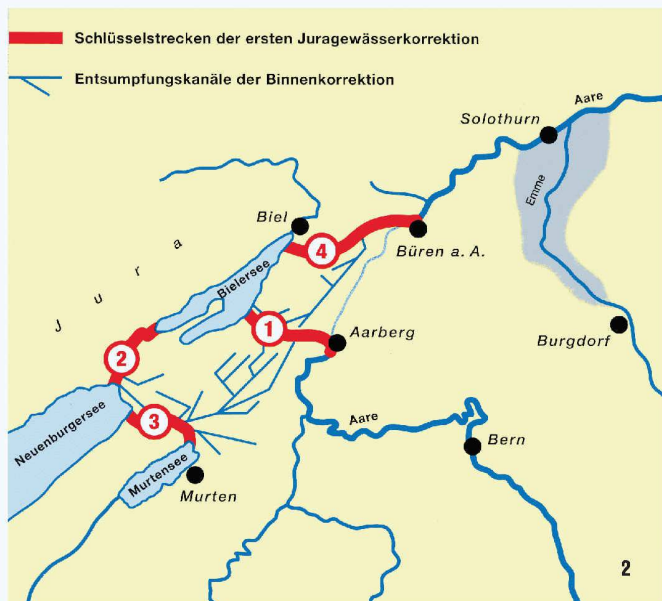 Schlüsselstrecken der ersten Juragewässerkorrektion
Entsumpfungskanäle der Binnenkorrektion
Aare
Solothurn
Emme
Biel
4
Büren a. A.
Jura
Bielersee
1
Aarberg
2
Burgdorf
Neuenburgersee
3
Aare
Bern
Murtensee
Murten
2